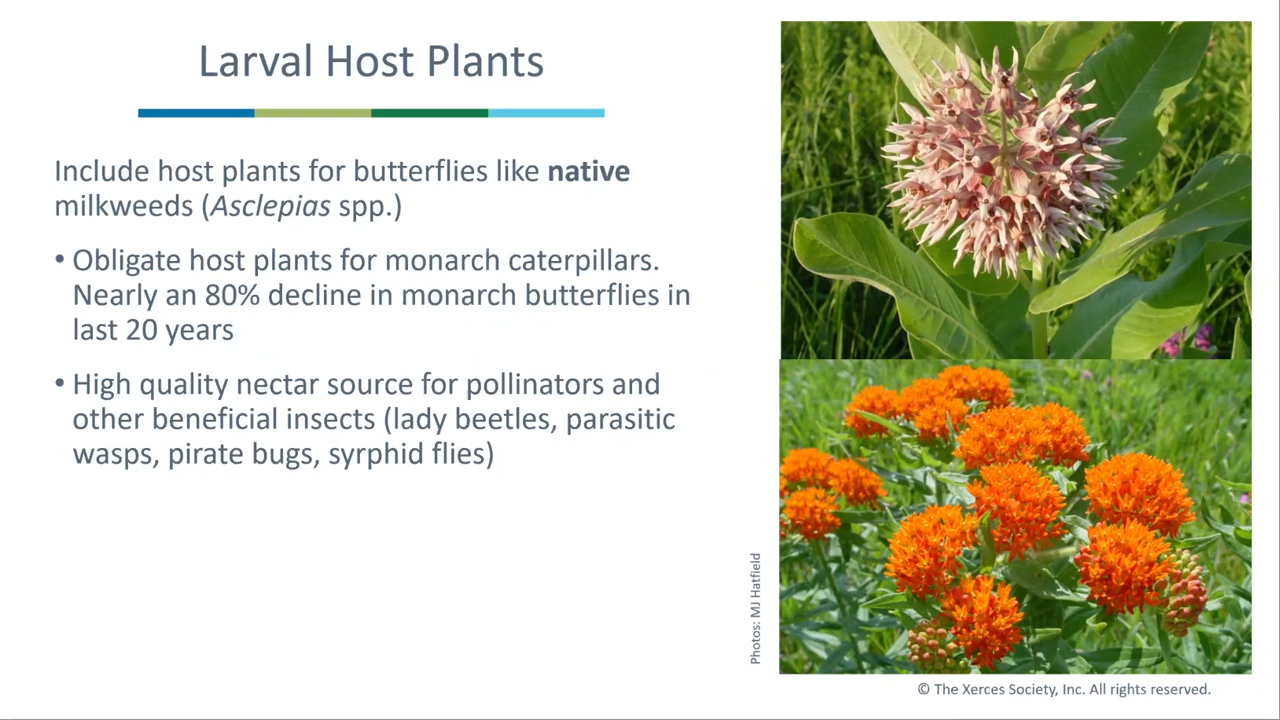 Larval Host Plants
Include host plants for butterflies like native
milkweeds (Asclepias spp.)
• Obligate host plants for monarch caterpillars.
Nearly an 80% decline in monarch butterflies in
last 20 years
• High quality nectar source for pollinators and
other beneficial insects (lady beetles, parasitic
wasps, pirate bugs, syrphid flies)
Photos: MJ Hatfield
© The Xerces Society, Inc. All rights reserved.